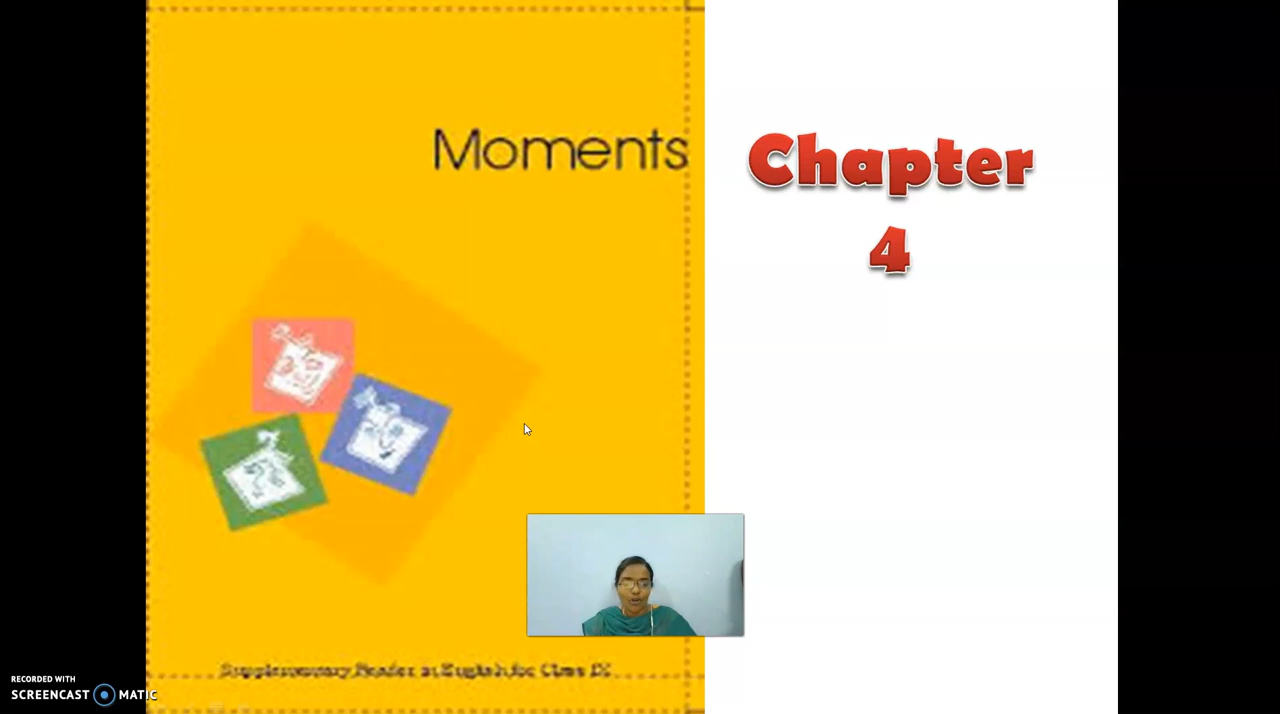 Moments
Chapter
4
Supplementary Reader in English for Class IX
RECORDED WITH
SCREENCAST MATIC